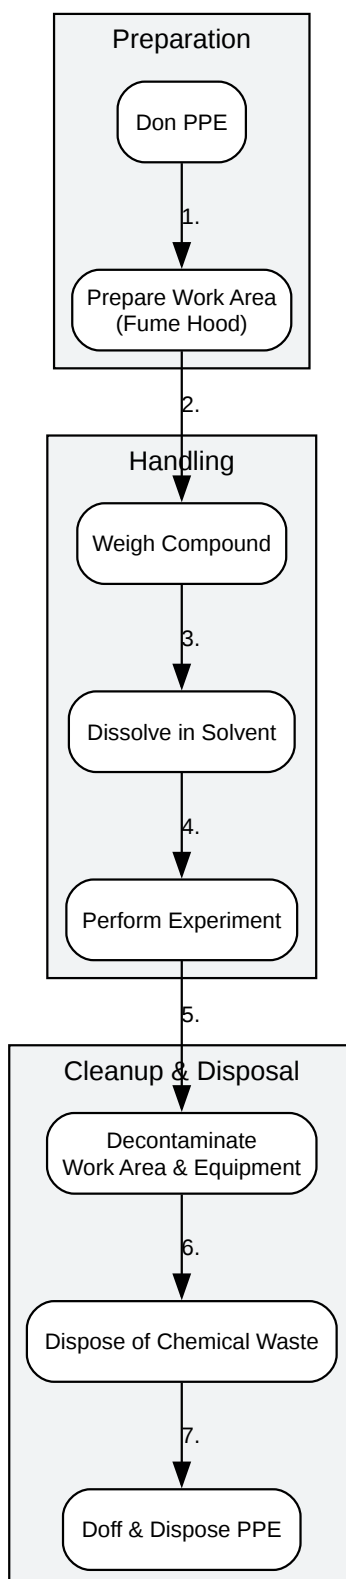 Preparation
Don PPE
1.
Prepare Work Area
(Fume Hood)
2.
Handling
Weigh Compound
3.
Dissolve in Solvent
4.
Perform Experiment
5.
Cleanup & Disposal
Decontaminate
Work Area & Equipment
6.
Dispose of Chemical Waste
7.
Doff & Dispose PPE